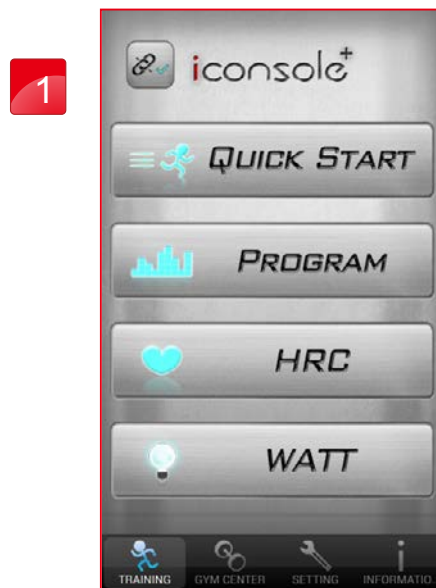 1
iconsole+
QUICK START
PROGRAM
HRC
WATT
TRAINING GYM CENTER SETTING INFORMATIO